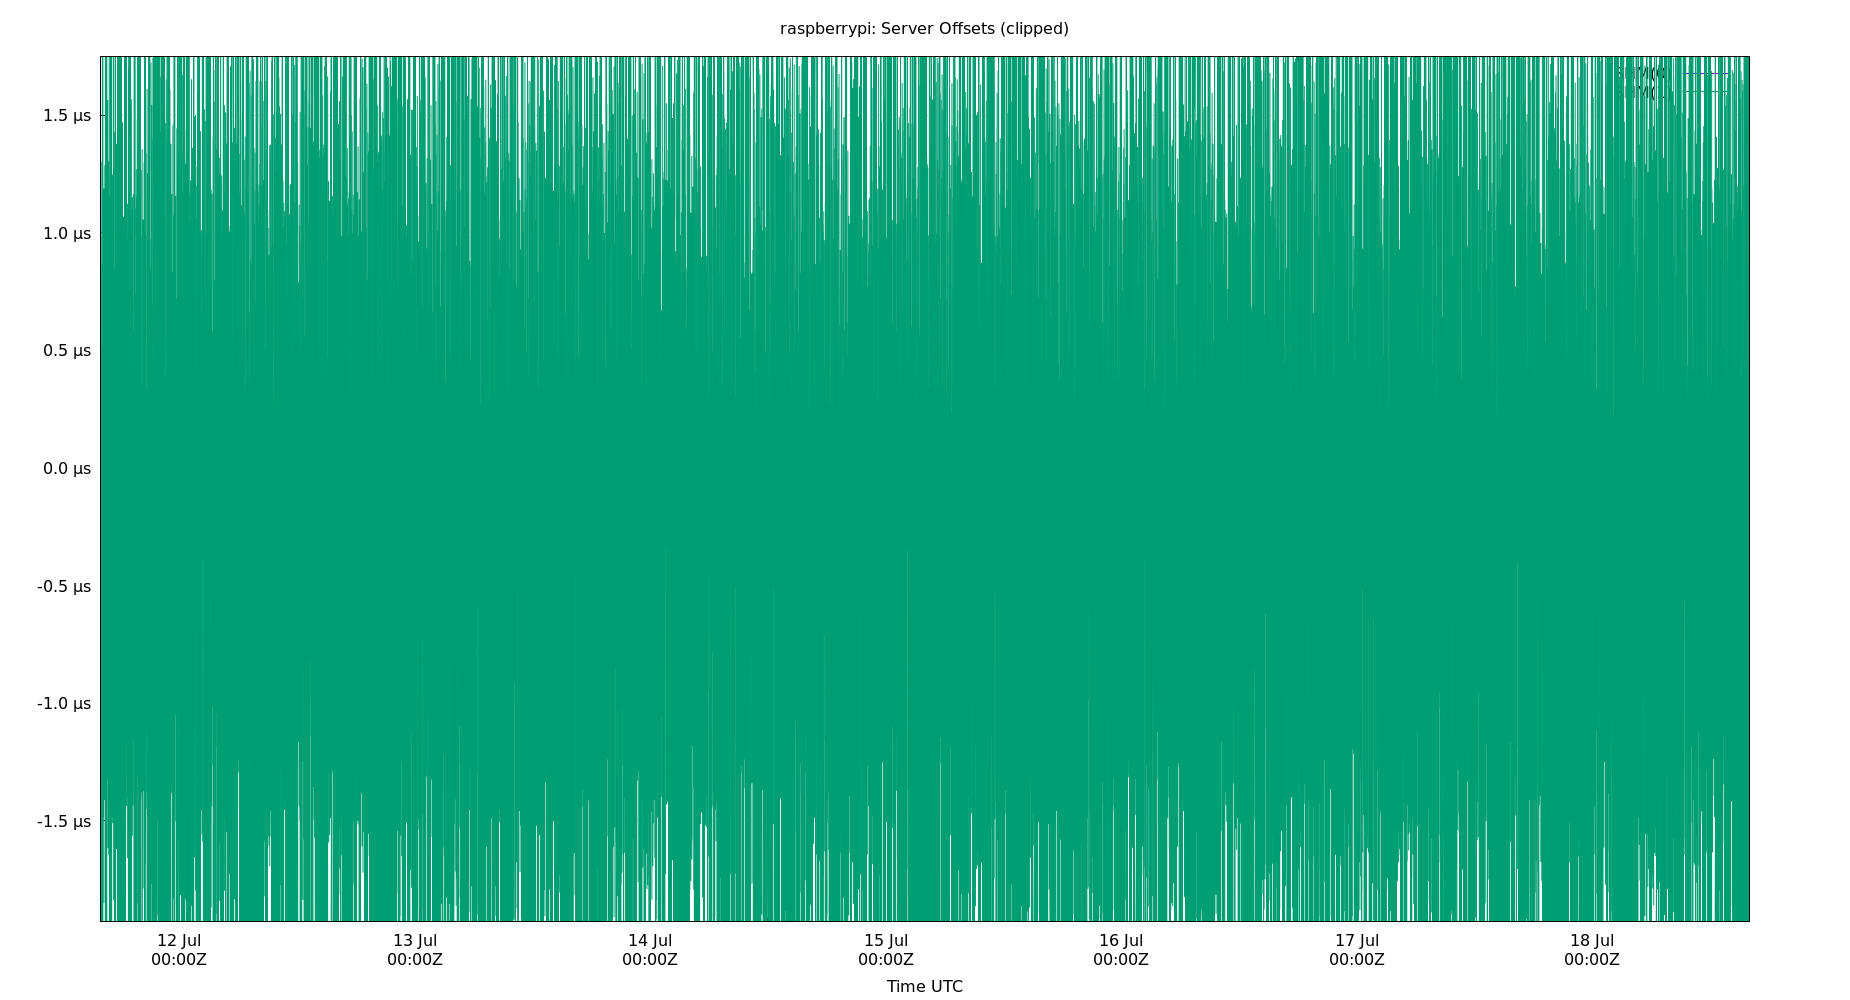 raspberrypi: Server Offsets (clipped)
1.5 µs
1.0 µs
0.5 µs
0.0 µs
-0.5 µs
-1.0 µs
-1.5 µs
12 Jul
00:00Z
13 Jul
00:00Z
14 Jul
00:00Z
15 Jul
00:00Z
16 Jul
00:00Z
17 Jul
00:00Z
18 Jul
00:00Z
Time UTC